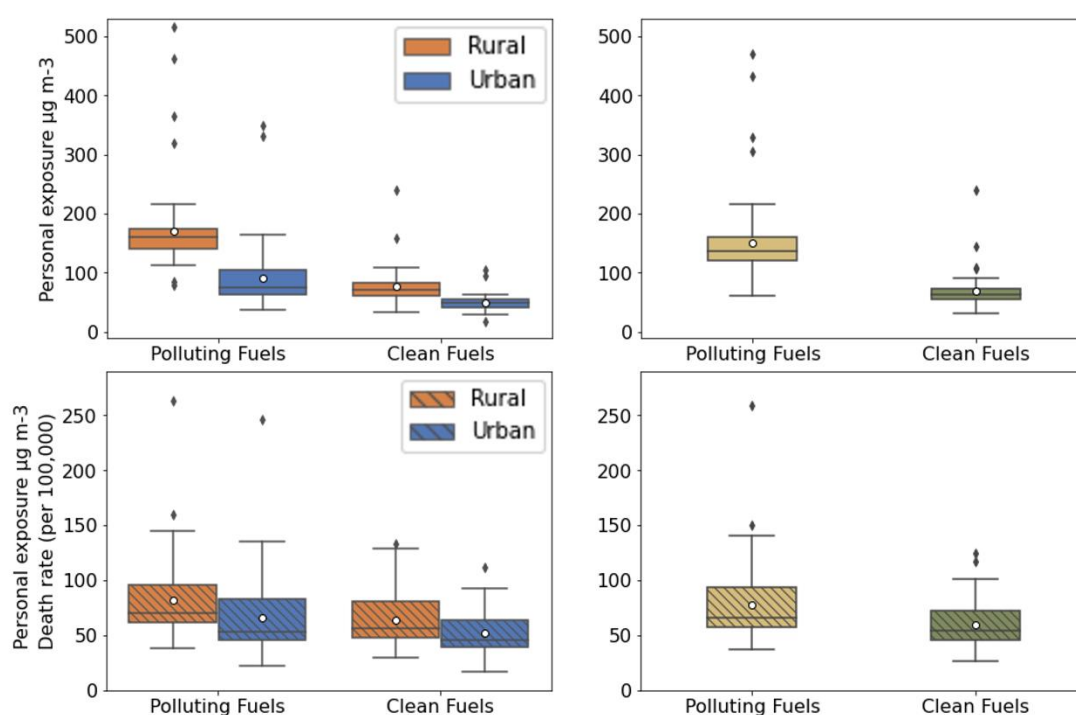 Personal exposure µg m-3
500
400
300
200
100
0
Rural
Urban
Polluting Fuels
Clean Fuels
500
400
300
200
100
0
Polluting Fuels
Clean Fuels
Personal exposure µg m-3
Death rate (per 100,000)
250
200
150
100
50
0
Rural
Urban
Polluting Fuels
Clean Fuels
250
200
150
100
50
0
Polluting Fuels
Clean Fuels